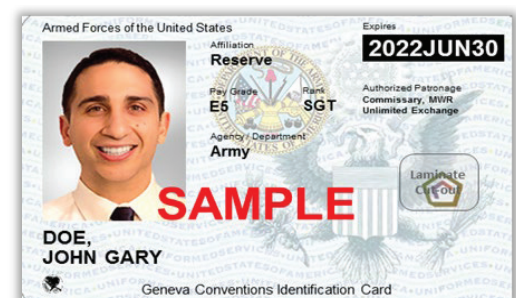 Armed Forces of the United States
Expires
2022JUN30
Affiliation
Reserve
Pay Grade
Rank
E5
SGT
Authorized Patronage
Commissary, MWR
Unlimited Exchange
Agency/Department
Army
Laminate
Cut-out
SAMPLE
DOE,
JOHN GARY
Geneva Conventions Identification Card